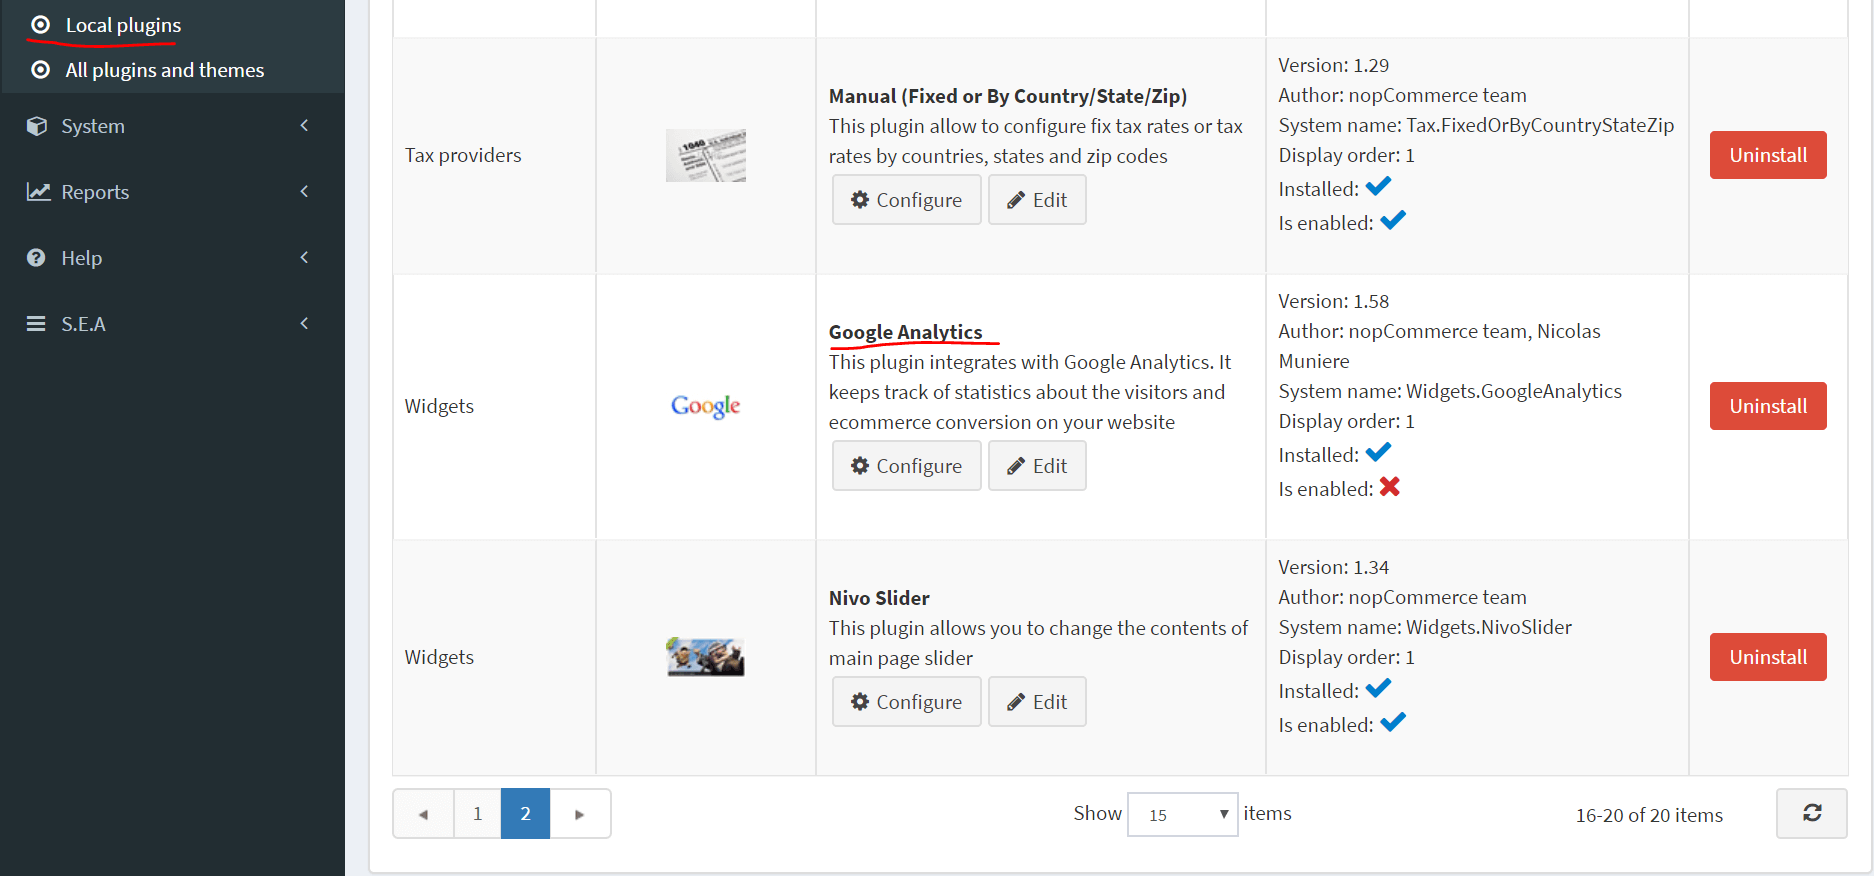 Local plugins
All plugins and themes
System
Reports
Help
S.E.A
Tax providers
1040
Manual (Fixed or By Country/State/Zip)
This plugin allow to configure fix tax rates or tax
rates by countries, states and zip codes
Configure
Edit
Version: 1.29
Author: nopCommerce team
System name: Tax.FixedOrByCountryStateZip
Display order: 1
Installed:
Is enabled:
Uninstall
Widgets
Google
Google Analytics
This plugin integrates with Google Analytics. It
keeps track of statistics about the visitors and
ecommerce conversion on your website
Configure
Edit
Version: 1.58
Author: nopCommerce team, Nicolas
Muniere
System name: Widgets.GoogleAnalytics
Display order: 1
Installed:
Is enabled:
Uninstall
Widgets
Nivo Slider
This plugin allows you to change the contents of
main page slider
Configure
Edit
Version: 1.34
Author: nopCommerce team
System name: Widgets.NivoSlider
Display order: 1
Installed:
Is enabled:
Uninstall
1
2
Show 15 items
16-20 of 20 items